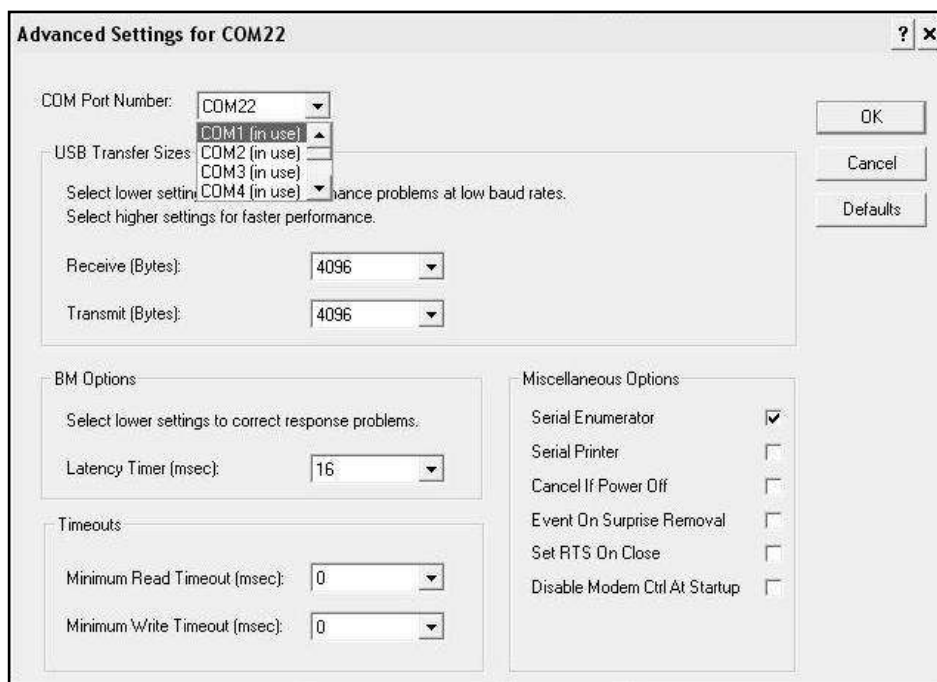 Advanced Settings for COM22
COM Port Number: COM22
COM1 (in use)
COM2 (in use)
COM3 (in use)
COM4 (in use)
OK
Cancel
Defaults
USB Transfer Sizes
Select lower setting mance problems at low baud rates.
Select higher settings for faster performance.
Receive (Bytes): 4096
Transmit (Bytes): 4096
BM Options
Select lower settings to correct response problems.
Latency Timer (msec): 16
Timeouts
Minimum Read Timeout (msec): 0
Minimum Write Timeout (msec): 0
Miscellaneous Options
Serial Enumerator
Serial Printer
Cancel If Power Off
Event On Surprise Removal
Set RTS On Close
Disable Modem Ctrl At Startup